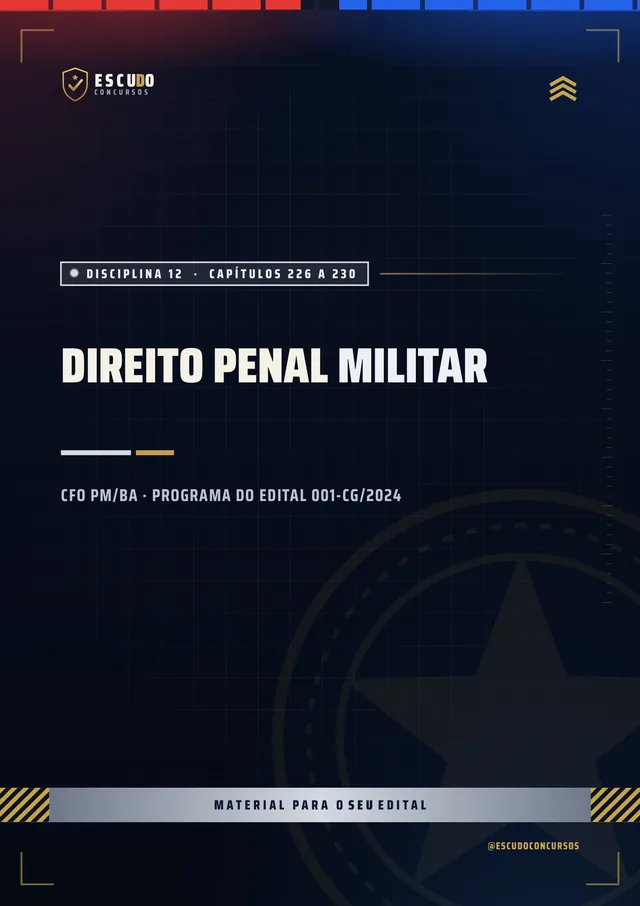 ESCUDO
CONCURSOS
DISCIPLINA 12 · CAPÍTULOS 226 A 230
DIREITO PENAL MILITAR
CFO PM/BA · PROGRAMA DO EDITAL 001-CG/2024
MATERIAL PARA O SEU EDITAL
@ESCUDOCONCURSOS